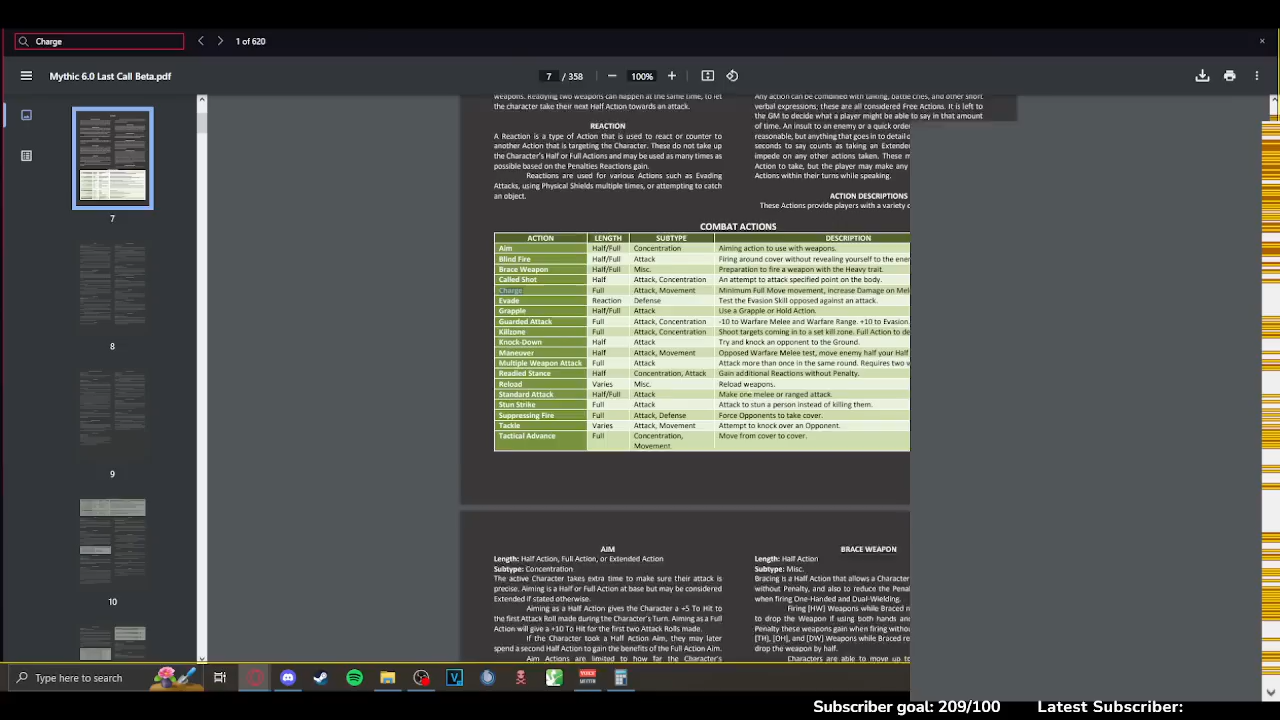 Charge
1 of 620
Mythic 6.0 Last Call Beta.pdf
7 / 358
100%
7
8
9
10
weapons. Readying two weapons can happen at the same time, to let
the character take their next Half Action towards an attack.
REACTION
A Reaction is a type of Action that is used to react or counter to
another Action that is targeting the Character. These do not take up
the Character's Half or Full Actions and may be used as many times as
possible based on the Penalties Reactions gain.
Reactions are used for various Actions such as Evading
Attacks, using Physical Shields multiple times, or attempting to catch
an object.
Any action can be combined with talking, battle cries, and other short
verbal expressions; these are all considered Free Actions. It is left to
the GM to decide what a player might be able to say in that amount
of time. An insult to an enemy or a quick order
reasonable, but anything that goes in to detail
seconds to say counts as taking an Extende
impede on any other actions taken. These m
Action to take, but the player may make any
Actions within their turns while speaking.
ACTION DESCRIPTIONS
These Actions provide players with a variety c
COMBAT ACTIONS
ACTION LENGTH SUBTYPE DESCRIPTION
Aim Half/Full Concentration Aiming action to use with weapons.
Blind Fire Half/Full Attack Firing around cover without revealing yourself to the ener
Brace Weapon Half/Full Misc. Preparation to fire a weapon with the Heavy trait.
Called Shot Half Attack, Concentration An attempt to attack specified point on the body.
Charge Full Attack, Movement Minimum Full Move movement, increase Damage on Mel
Evade Reaction Defense Test the Evasion Skill opposed against an attack.
Grapple Half/Full Attack Use a Grapple or Hold Action.
Guarded Attack Full Attack, Concentration -10 to Warfare Melee and Warfare Range. +10 to Evasion.
Killzone Full Attack, Concentration Shoot targets coming in to a set kill zone. Full Action to de
Knock-Down Half Attack Try and knock an opponent to the Ground.
Maneuver Half Attack, Movement Opposed Warfare Melee test, move enemy half your Half
Multiple Weapon Attack Full Attack Attack more than once in the same round. Requires two v
Readied Stance Half Concentration, Attack Gain additional Reactions without Penalty.
Reload Varies Misc. Reload weapons.
Standard Attack Half/Full Attack Make one melee or ranged attack.
Stun Strike Full Attack Attack to stun a person instead of killing them.
Suppressing Fire Full Attack, Defense Force Opponents to take cover.
Tackle Varies Attack, Movement Attempt to knock over an Opponent.
Tactical Advance Full Concentration, Movement Move from cover to cover.
AIM
Length: Half Action, Full Action, or Extended Action
Subtype: Concentration
The active Character takes extra time to make sure their attack is
precise. Aiming is a Half or Full Action at base but may be considered
Extended if stated otherwise.
Aiming as a Half Action gives the Character a +5 To Hit to
the first Attack Roll made during the Character's Turn. Aiming as a Full
Action will give a +10 To Hit for the first two Attack Rolls made.
If the Character took a Half Action Aim, they may later
spend a second Half Action to gain the benefits of the Full Action Aim.
Aim Actions are limited to how far the Character's
BRACE WEAPON
Length: Half Action
Subtype: Misc.
Bracing is a Half Action that allows a Character
without Penalty, and also to reduce the Pena
when firing One-Handed and Dual-Wielding.
Firing [HW] Weapons while Braced r
to drop the Weapon if using both hands and
Penalty these weapons gain when firing without
[TH], [OH], and [DW] Weapons while Braced re
drop the weapon by half.
Characters are able to move up to
Type here to search
Subscriber goal: 209/100
Latest Subscriber: